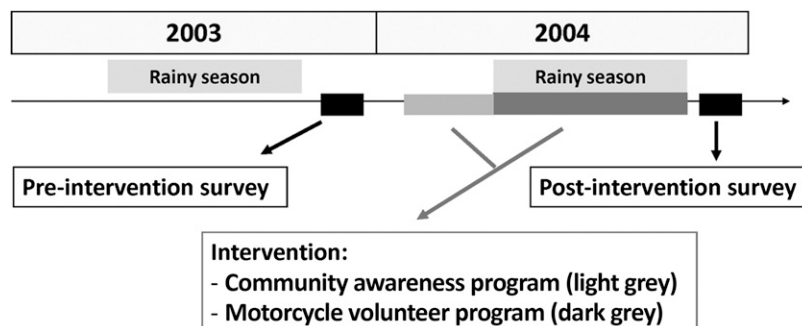 2003
2004
Rainy season
Rainy season
Pre-intervention survey
Post-intervention survey
Intervention:
- Community awareness program (light grey)
- Motorcycle volunteer program (dark grey)